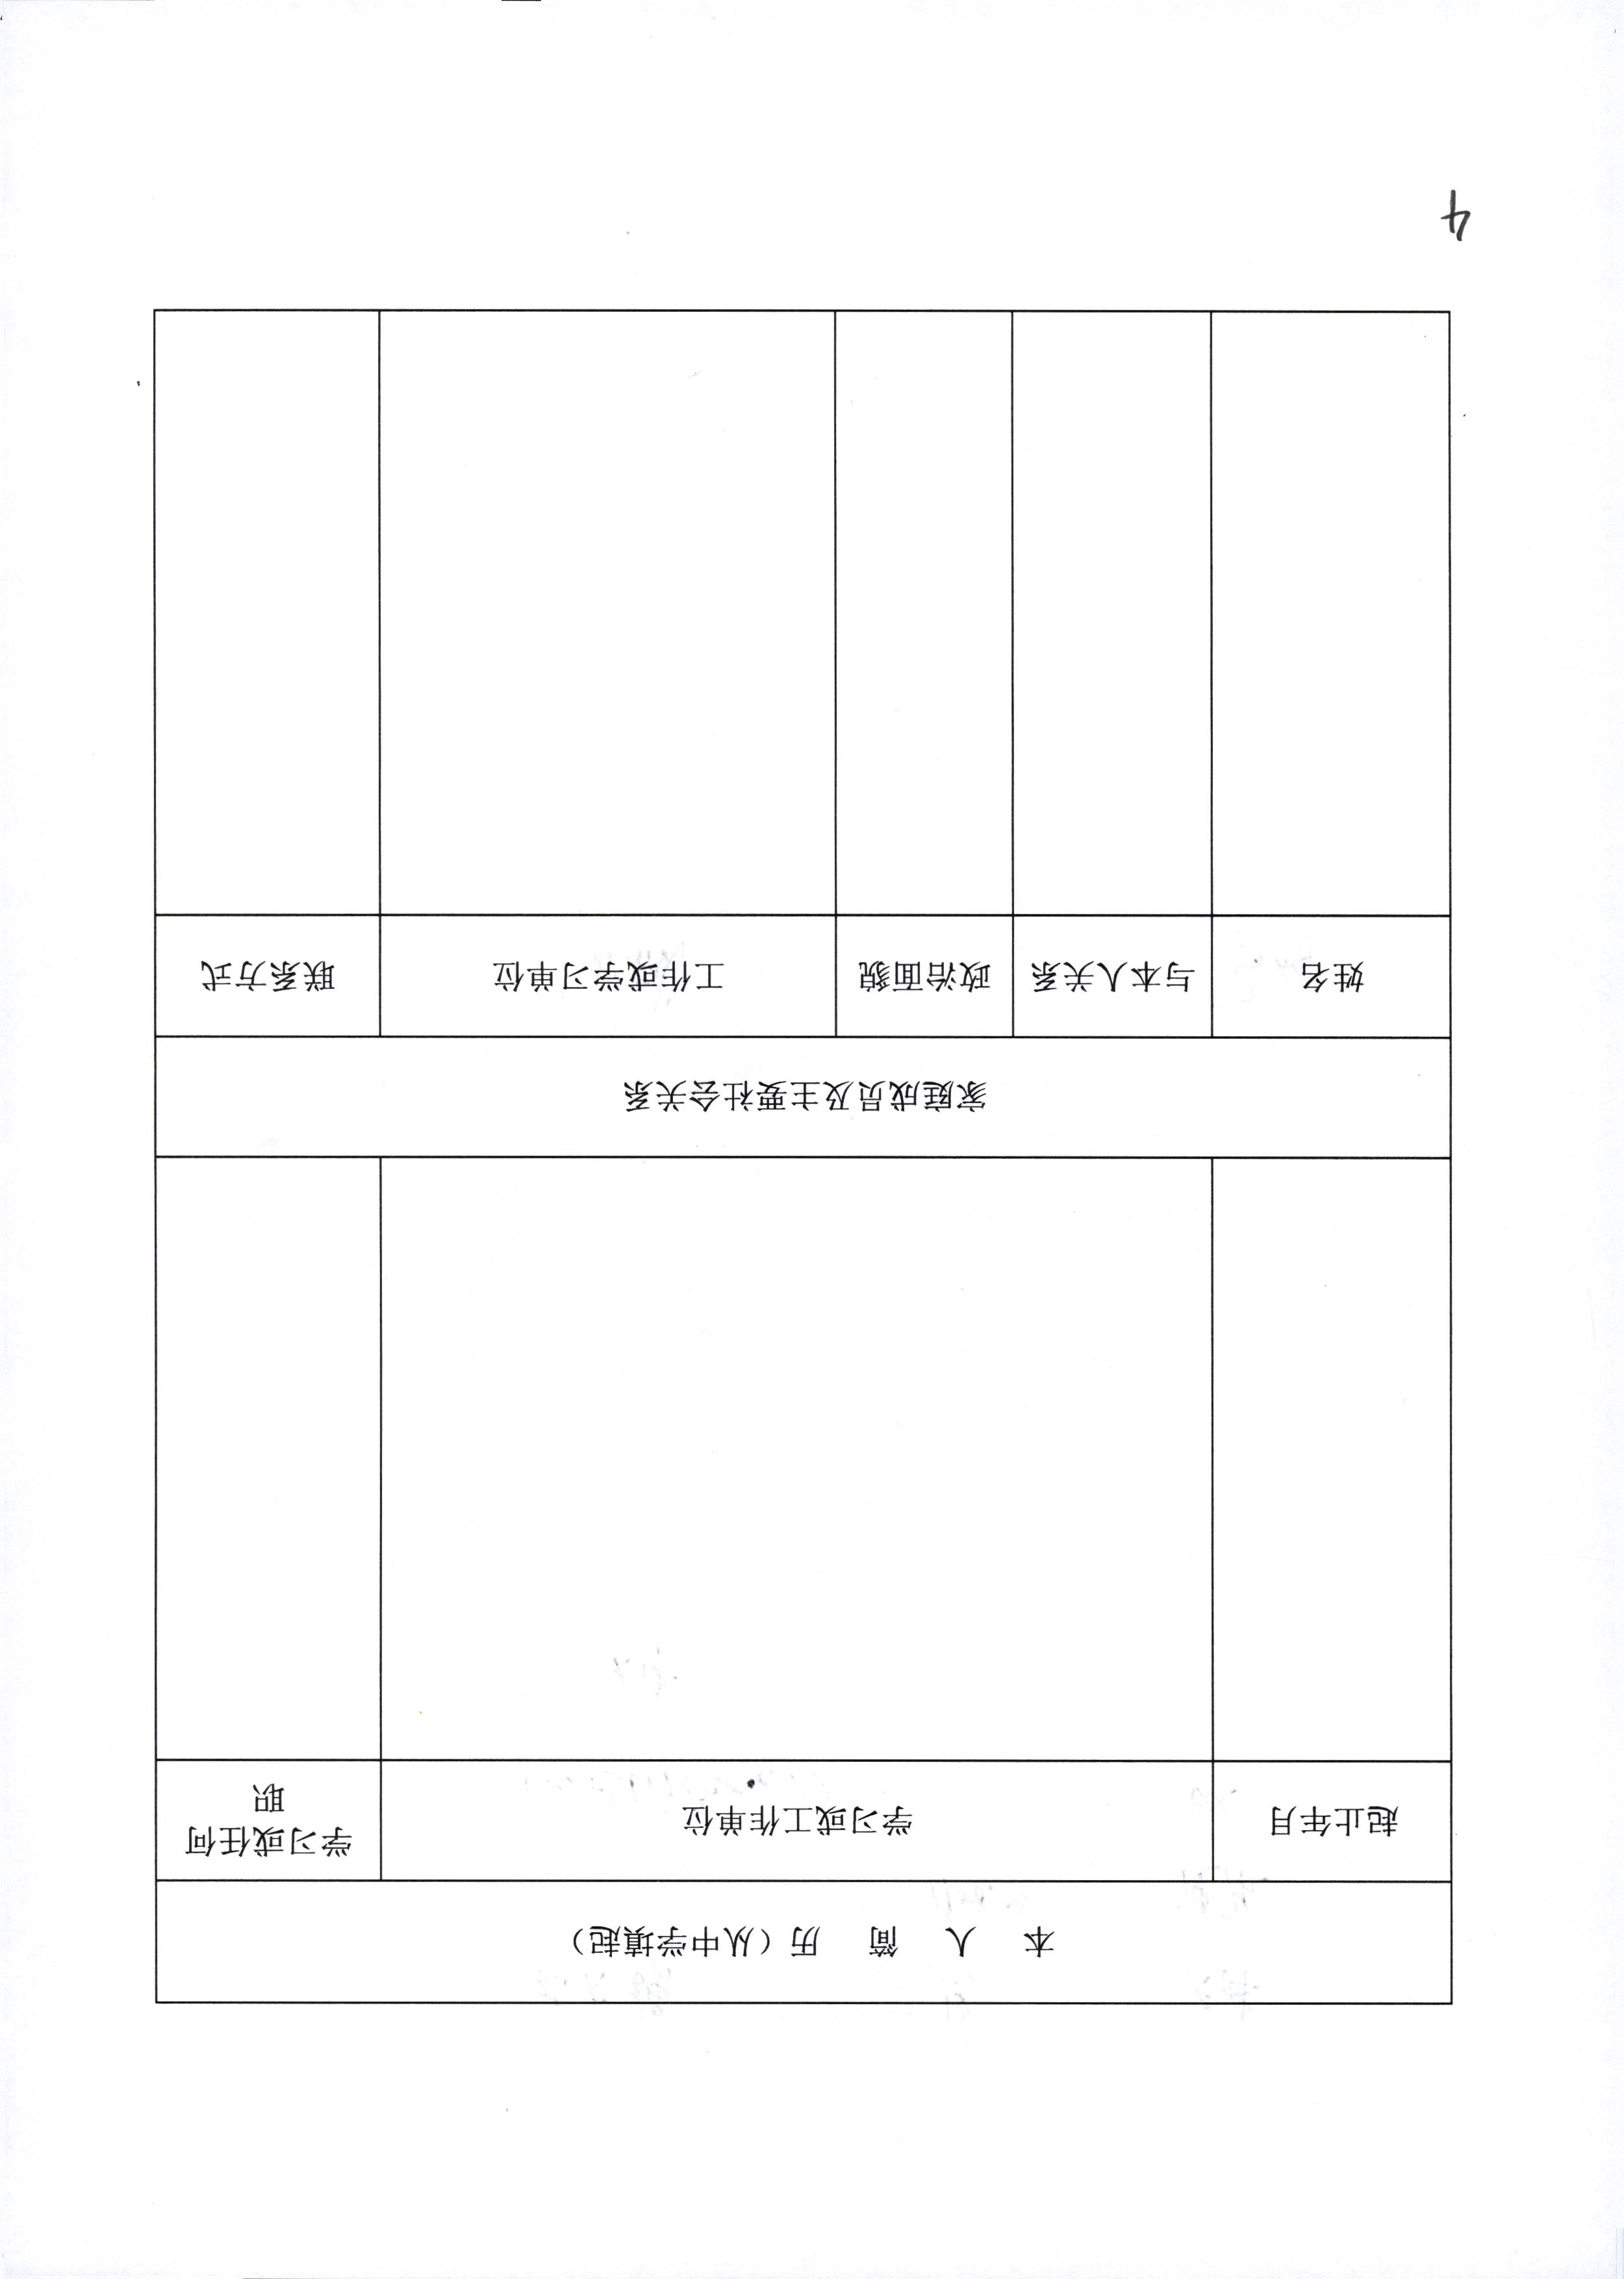 本 人 简 历（从中学填起）
起止年月 学习或工作单位 学习或任何
职
家庭成员及主要社会关系
姓名 与本人关系 政治面貌 工作或学习单位 联系方式
4